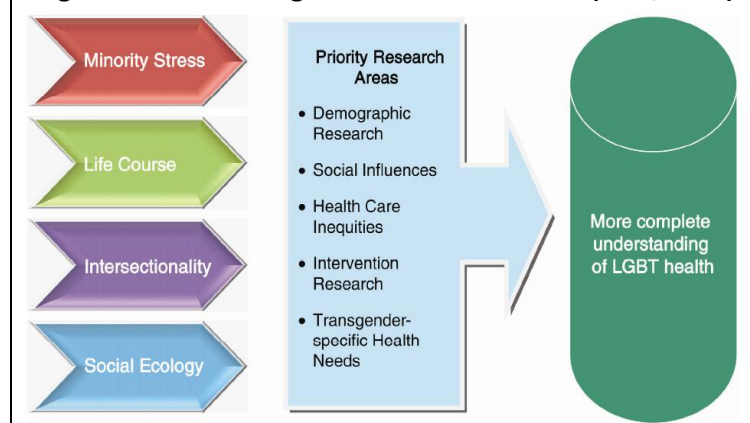 Minority Stress
Life Course
Intersectionality
Social Ecology
Priority Research
Areas
• Demographic
Research
• Social Influences
• Health Care
Inequities
• Intervention
Research
• Transgender-
specific Health
Needs
More complete
understanding
of LGBT health